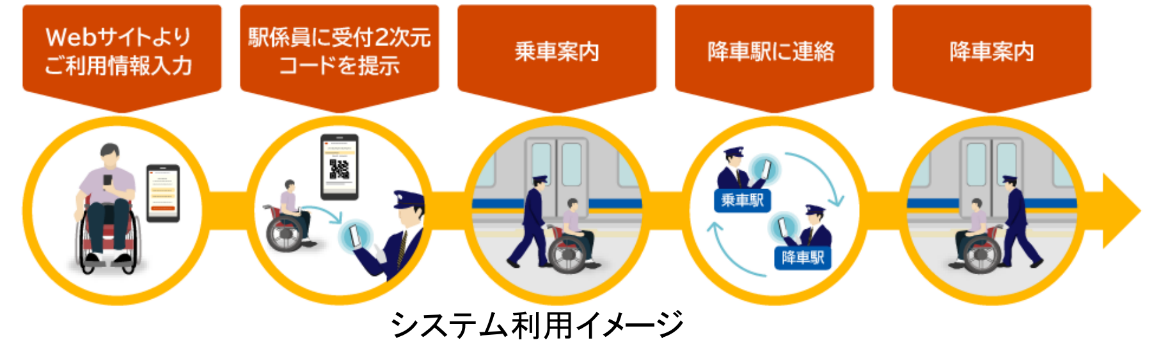 Webサイトより
ご利用情報入力
駅係員に受付2次元
コードを提示
乗車案内
降車駅に連絡
降車案内
乗車駅
降車駅
システム利用イメージ